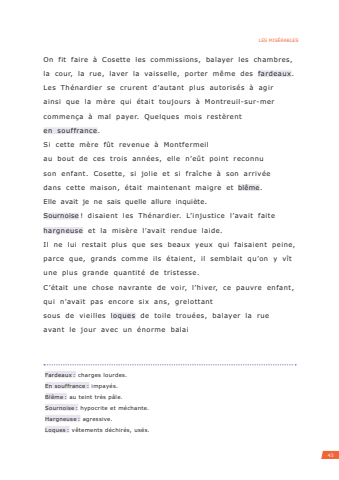 LES MISÉRABLES
On fit faire à Cosette les commissions, balayer les chambres,
la cour, la rue, laver la vaisselle, porter même des fardeaux.
Les Thénardier se crurent d'autant plus autorisés à agir
ainsi que la mère qui était toujours à Montreuil-sur-mer
commença à mal payer. Quelques mois restèrent
en souffrance.
Si cette mère fût revenue à Montfermeil
au bout de ces trois années, elle n'eût point reconnu
son enfant. Cosette, si jolie et si fraîche à son arrivée
dans cette maison, était maintenant maigre et blême.
Elle avait je ne sais quelle allure inquiète.
Sournoise ! disaient les Thénardier. L'injustice l'avait faite
hargneuse et la misère l'avait rendue laide.
Il ne lui restait plus que ses beaux yeux qui faisaient peine,
parce que, grands comme ils étaient, il semblait qu'on y vît
une plus grande quantité de tristesse.
C'était une chose navrante de voir, l'hiver, ce pauvre enfant,
qui n'avait pas encore six ans, grelottant
sous de vieilles loques de toile trouées, balayer la rue
avant le jour avec un énorme balai
Fardeaux : charges lourdes.
En souffrance : impayés.
Blême : au teint très pâle.
Sournoise : hypocrite et méchante.
Hargneuse : agressive.
Loques : vêtements déchirés, usés.
43